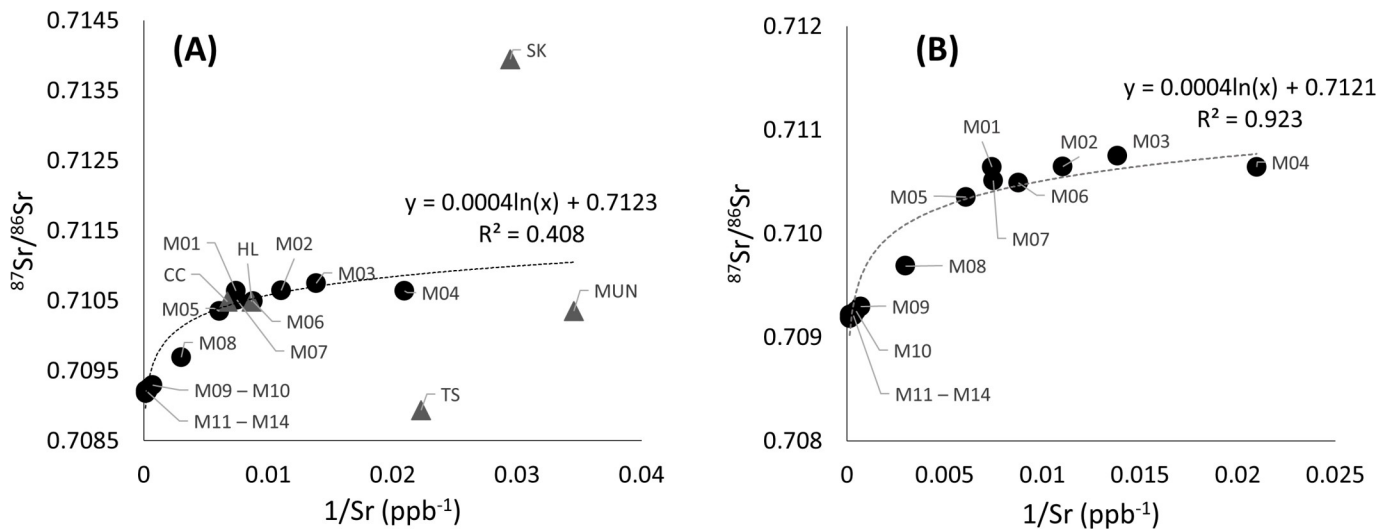 (A)
⁸⁷Sr/⁸⁶Sr
0.7145
0.7135
0.7125
0.7115
0.7105
0.7095
0.7085
SK
y = 0.0004ln(x) + 0.7123
R² = 0.408
M01
HL
M02
CC
M03
M05
M04
MUN
M06
M08
M07
M09 – M10
TS
M11 – M14
0
0.01
0.02
0.03
0.04
1/Sr (ppb⁻¹)
(B)
⁸⁷Sr/⁸⁶Sr
0.712
0.711
0.710
0.709
0.708
y = 0.0004ln(x) + 0.7121
R² = 0.923
M01
M02
M03
M04
M05
M06
M07
M08
M09
M10
M11 – M14
0
0.005
0.01
0.015
0.02
0.025
1/Sr (ppb⁻¹)